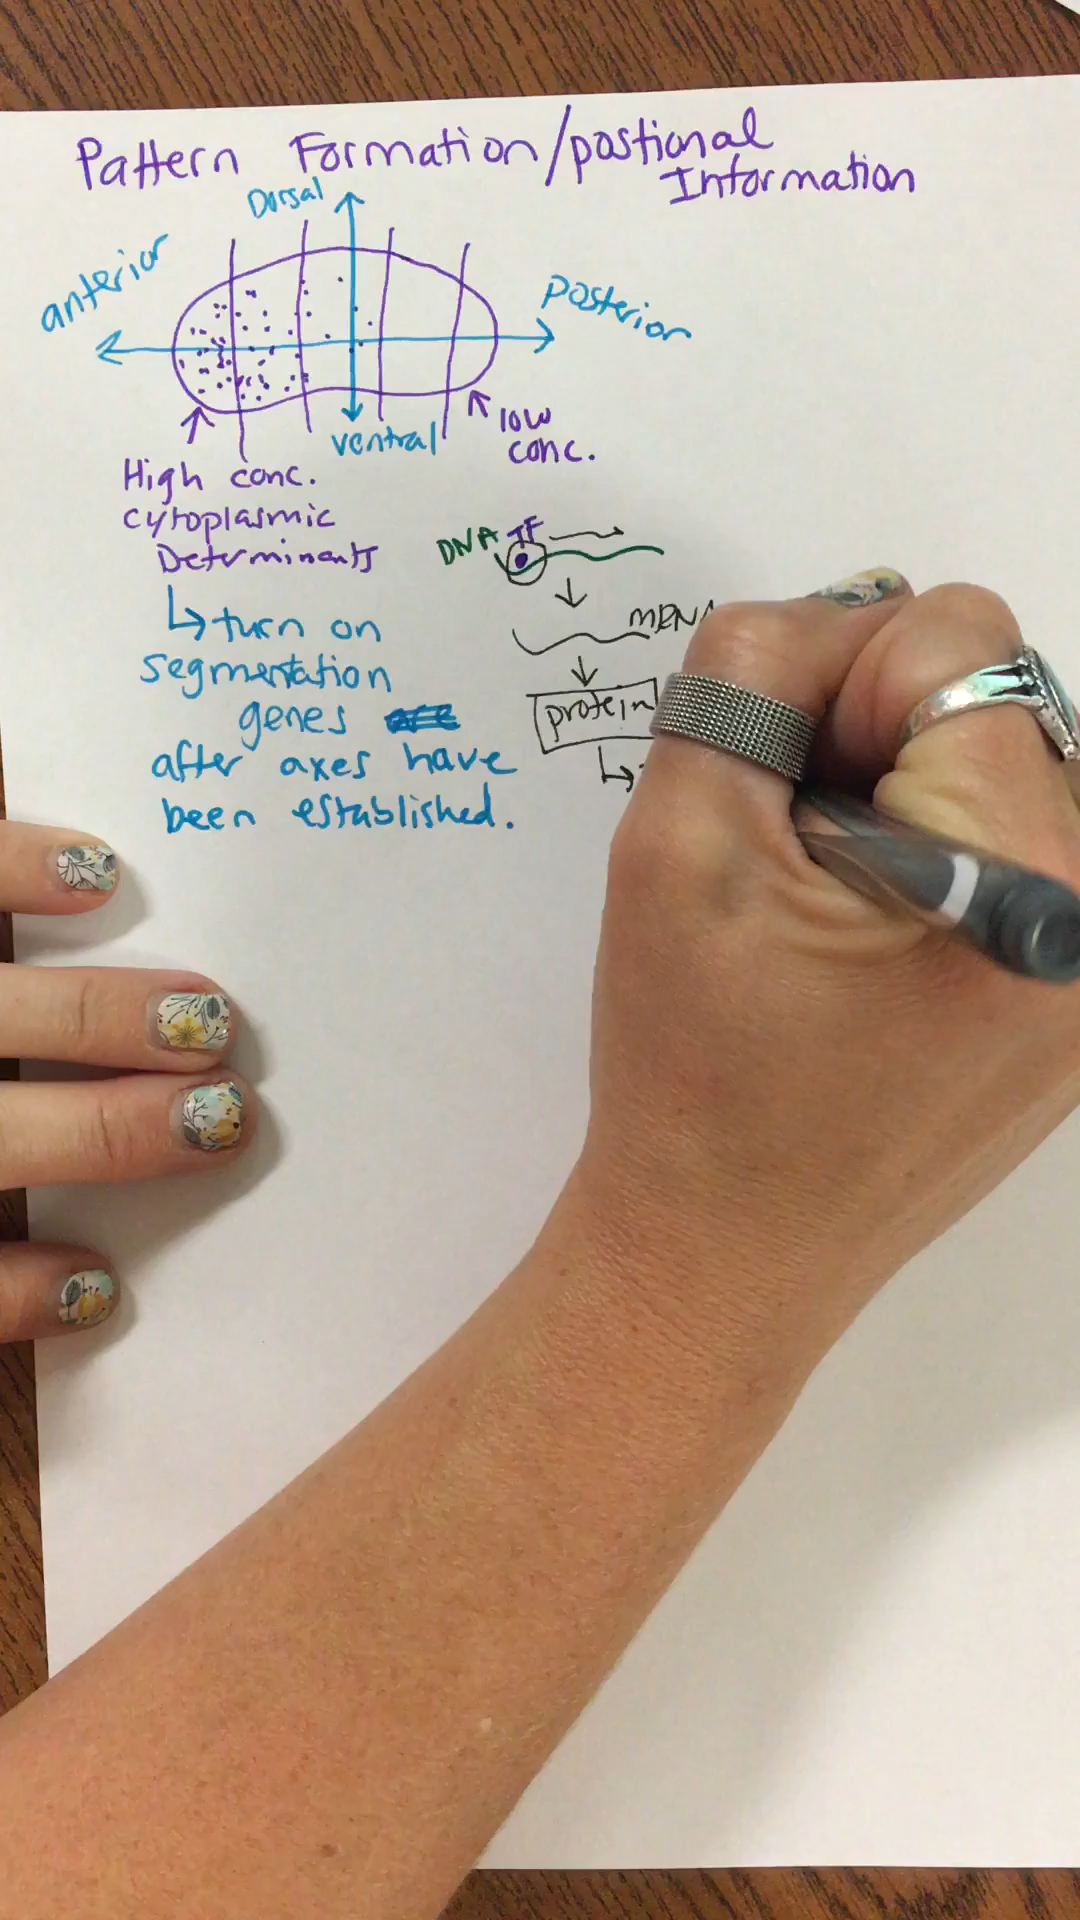 Pattern Formation/postional
Information
Dorsal
anterior
Posterior
ventral
low
conc.
High conc.
cytoplasmic
Determinants
DNA TF
↳ turn on
segmentation
genes
after axes have
been established.
mRNA
protein